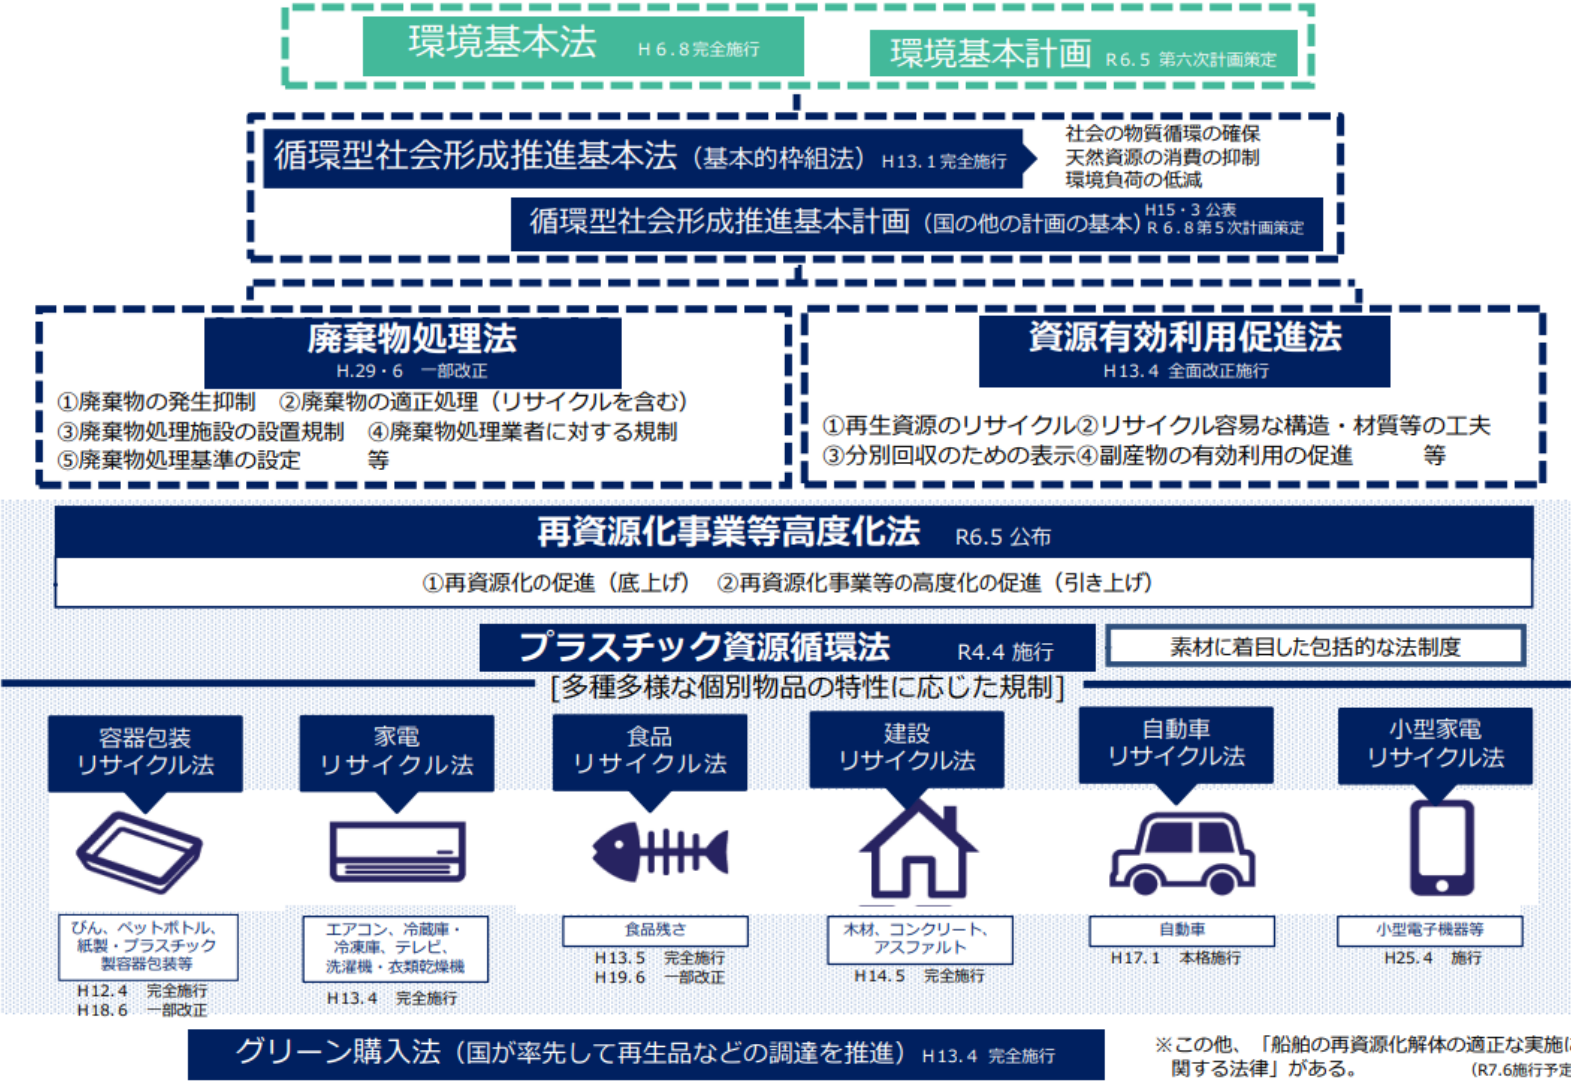 環境基本法 H６.８完全施行
環境基本計画 R６.５ 第六次計画策定
循環型社会形成推進基本法（基本的枠組法）H13.１完全施行
社会の物質循環の確保
天然資源の消費の抑制
環境負荷の低減
循環型社会形成推進基本計画（国の他の計画の基本）
H15・３ 公表
R ６.８第５次計画策定
廃棄物処理法
H.29・6 一部改正
①廃棄物の発生抑制 ②廃棄物の適正処理（リサイクルを含む）
③廃棄物処理施設の設置規制 ④廃棄物処理業者に対する規制
⑤廃棄物処理基準の設定 等
資源有効利用促進法
H13.4 全面改正施行
①再生資源のリサイクル②リサイクル容易な構造・材質等の工夫
③分別回収のための表示④副産物の有効利用の促進 等
再資源化事業等高度化法 R6.5 公布
①再資源化の促進（底上げ） ②再資源化事業等の高度化の促進（引き上げ）
プラスチック資源循環法 R4.4 施行
素材に着目した包括的な法制度
[多種多様な個別物品の特性に応じた規制]
容器包装
リサイクル法
家電
リサイクル法
食品
リサイクル法
建設
リサイクル法
自動車
リサイクル法
小型家電
リサイクル法
びん、ペットボトル、
紙製・プラスチック
製容器包装等
H12.4 完全施行
H18.6 一部改正
エアコン、冷蔵庫・
冷凍庫、テレビ、
洗濯機・衣類乾燥機
H13.4 完全施行
食品残さ
H13.5 完全施行
H19.6 一部改正
木材、コンクリート、
アスファルト
H14.5 完全施行
自動車
H17.1 本格施行
小型電子機器等
H25.4 施行
グリーン購入法（国が率先して再生品などの調達を推進）H13.4 完全施行
※この他、「船舶の再資源化解体の適正な実施に
関する法律」がある。 (R7.6施行予定